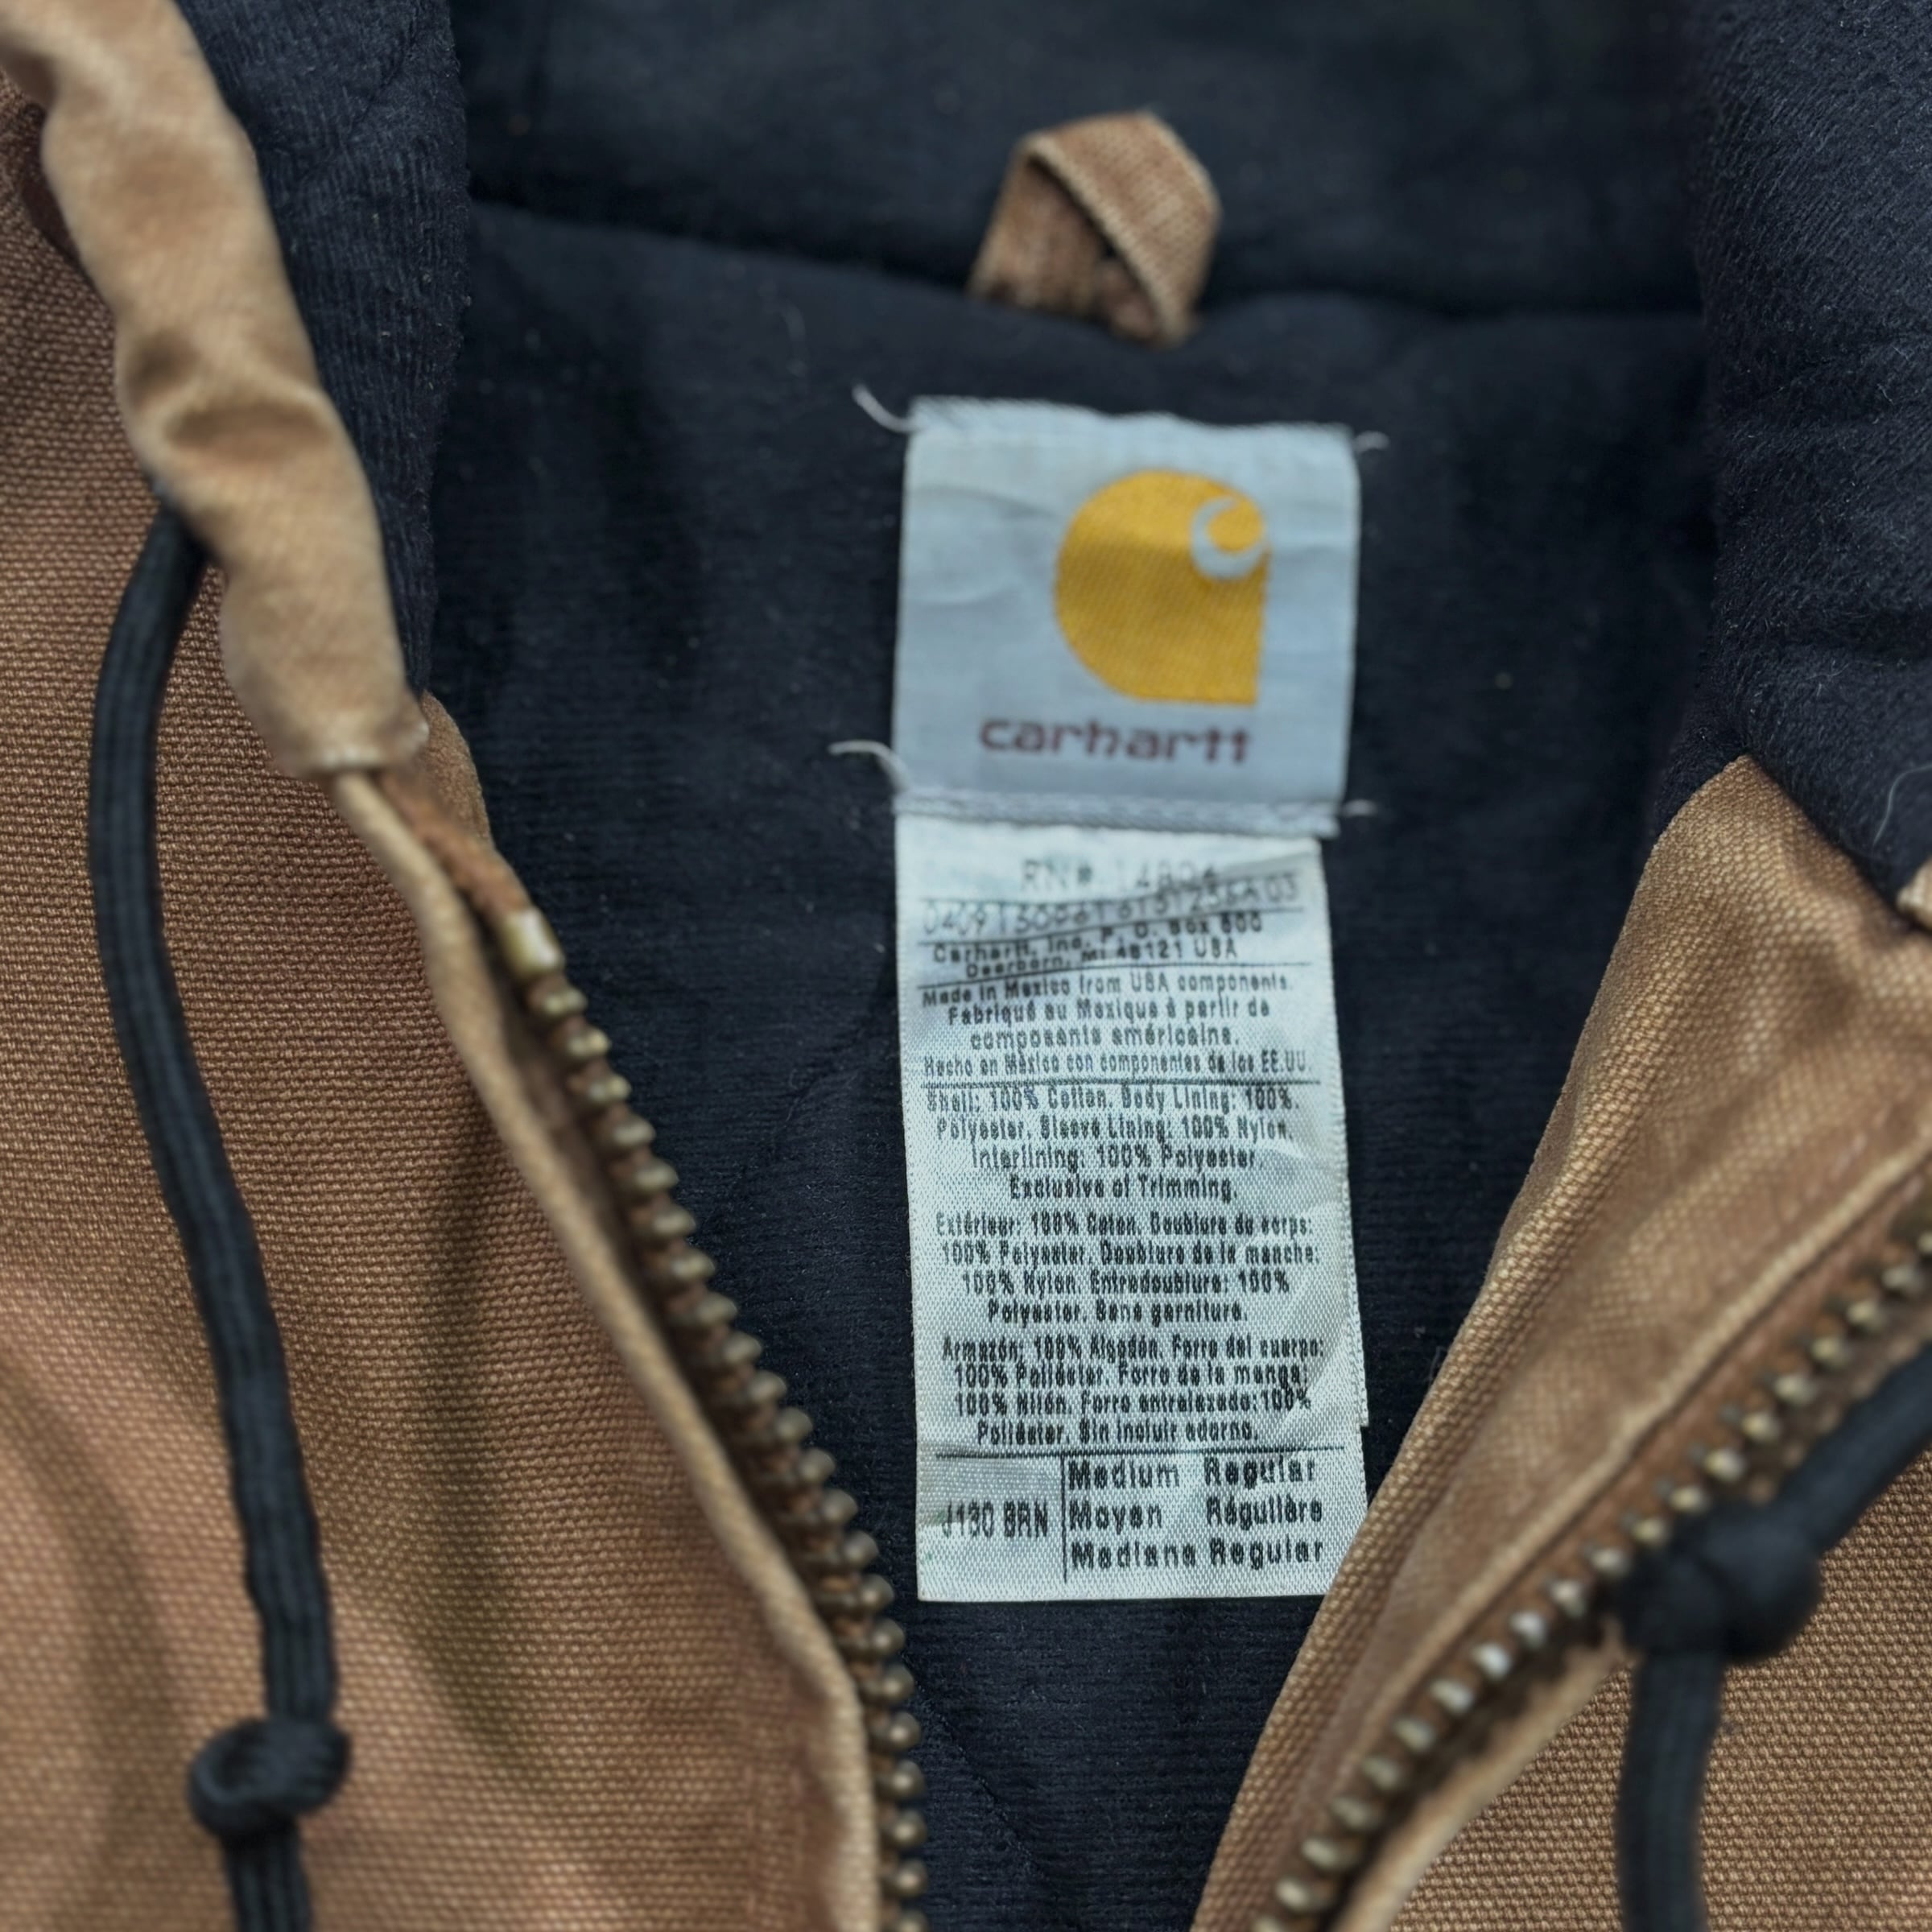 carhartt
RN# 14806
Carhartt, Inc. P. O. Box 600
Dearborn, MI 48121 USA
Made in Mexico from USA components.
Fabriqué au Mexique à partir de
composants américains.
Hecho en México con componentes de los EE.UU.
Shell: 100% Cotton. Body Lining: 100%.
Polyester. Sleeve Lining: 100% Nylon.
Interlining: 100% Polyester.
Exclusive of Trimming.
Extérieur: 100% Coton. Doublure du corps:
100% Polyester. Doublure de la manche:
100% Nylon. Entredoublure: 100%
Polyester. Sans garniture.
Armazón: 100% Algodón. Forro del cuerpo:
100% Poliéster. Forro de la manga:
100% Nilón. Forro entrelazado:100%
Poliéster. Sin incluir adorno.
J130 BRN
Medium Regular
Moyen Régulière
Mediana Regular